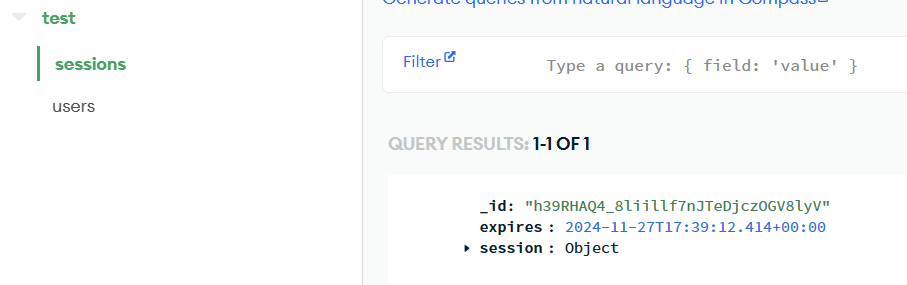 Generate queries from natural language in Compass
test
Filter
Type a query: { field: 'value' }
sessions
users
QUERY RESULTS: 1-1 OF 1
_id: "h39RHAQ4_8liillf7nJTeDjczOGV8lyV"
expires: 2024-11-27T17:39:12.414+00:00
session: Object